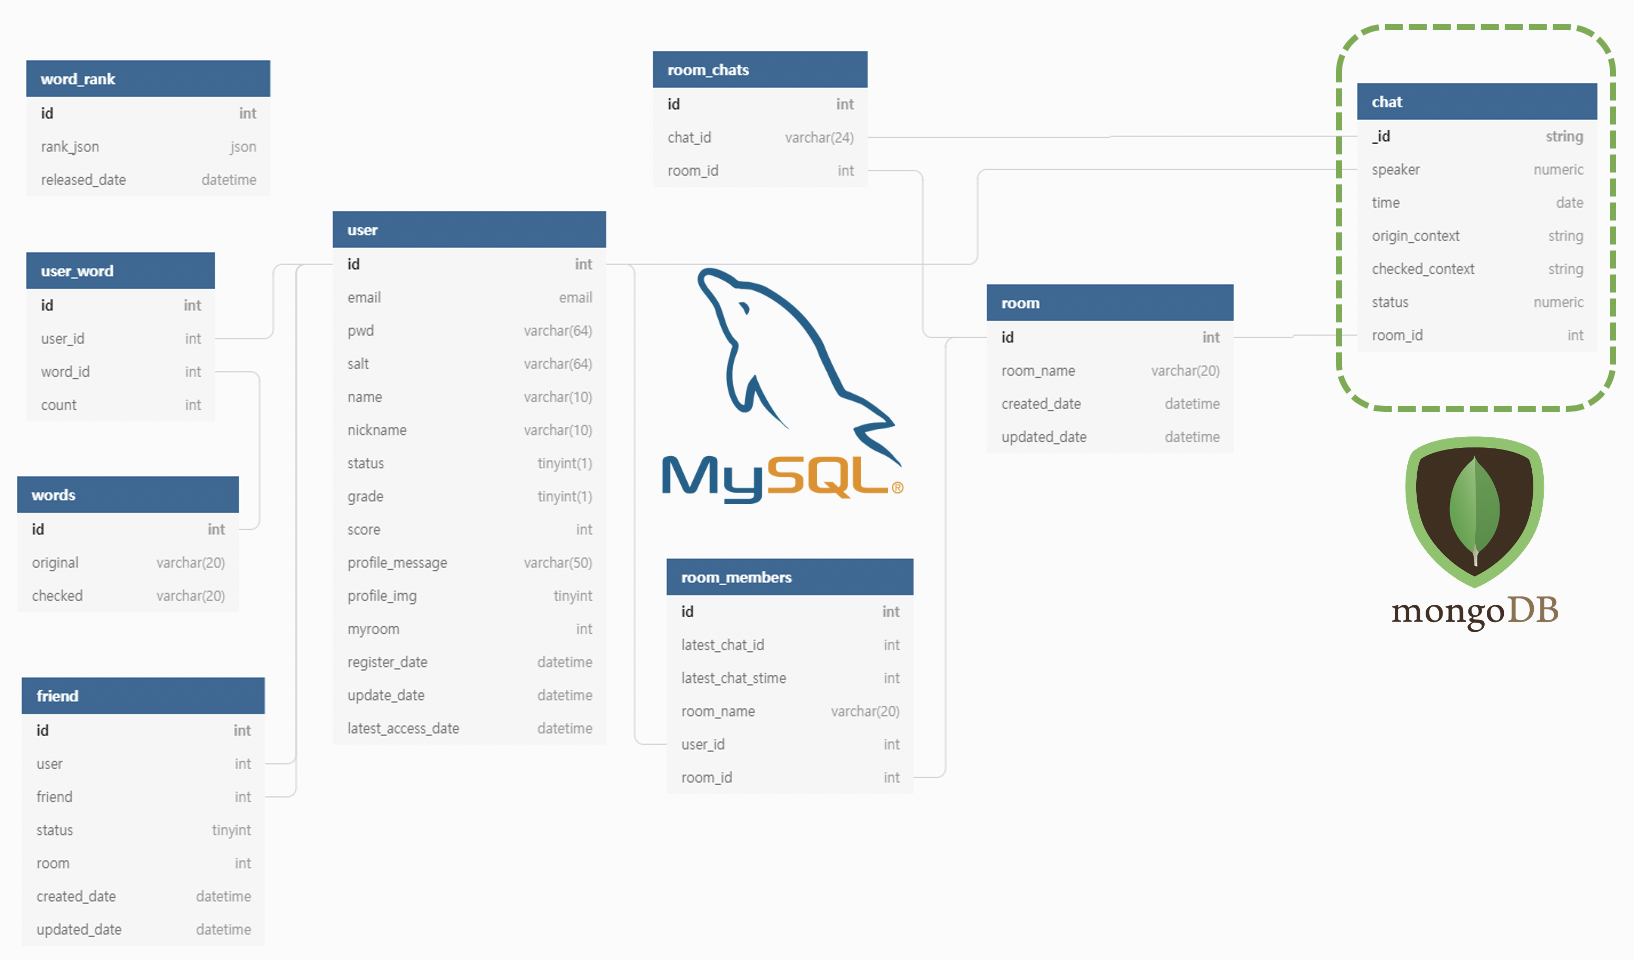 word_rank
id int
rank_json json
released_date datetime
user_word
id int
user_id int
word_id int
count int
words
id int
original varchar(20)
checked varchar(20)
friend
id int
user int
friend int
status tinyint
room int
created_date datetime
updated_date datetime
user
id int
email email
pwd varchar(64)
salt varchar(64)
name varchar(10)
nickname varchar(10)
status tinyint(1)
grade tinyint(1)
score int
profile_message varchar(50)
profile_img tinyint
myroom int
register_date datetime
update_date datetime
latest_access_date datetime
room_chats
id int
chat_id varchar(24)
room_id int
MySQL®
room_members
id int
latest_chat_id int
latest_chat_stime int
room_name varchar(20)
user_id int
room_id int
room
id int
room_name varchar(20)
created_date datetime
updated_date datetime
chat
_id string
speaker numeric
time date
origin_context string
checked_context string
status numeric
room_id int
mongoDB